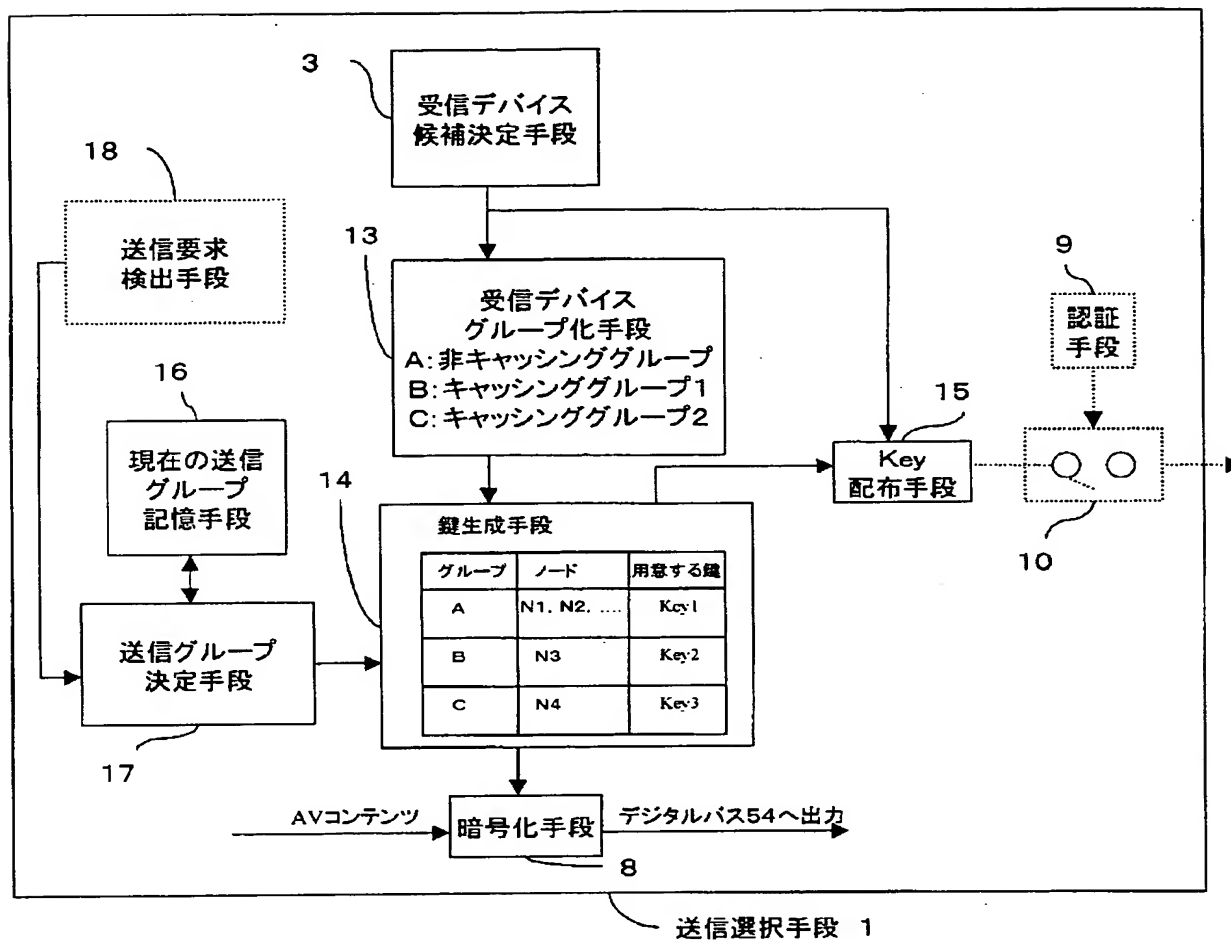 3
受信デバイス
候補決定手段
18
送信要求
検出手段
13
受信デバイス
グループ化手段
A:非キャッシンググループ
B:キャッシンググループ1
C:キャッシンググループ2
9
認証
手段
16
現在の送信
グループ
記憶手段
15
Key
配布手段
10
14
鍵生成手段
グループ ノード 用意する鍵
A N1, N2, .... Key1
B N3 Key2
C N4 Key3
送信グループ
決定手段
17
AVコンテンツ
暗号化手段
デジタルバス54へ出力
8
送信選択手段 1